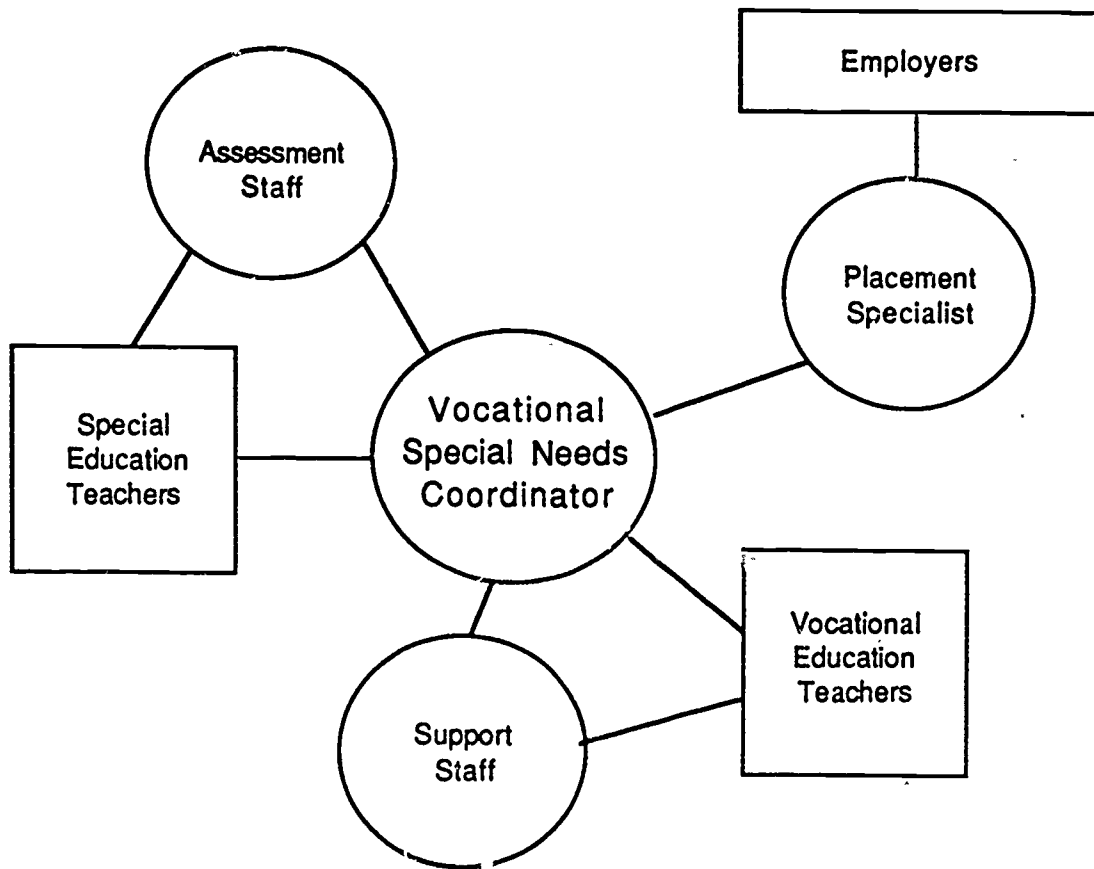 Employers
Assessment
Staff
Placement
Specialist
Special
Education
Teachers
Vocational
Special Needs
Coordinator
Vocational
Education
Teachers
Support
Staff